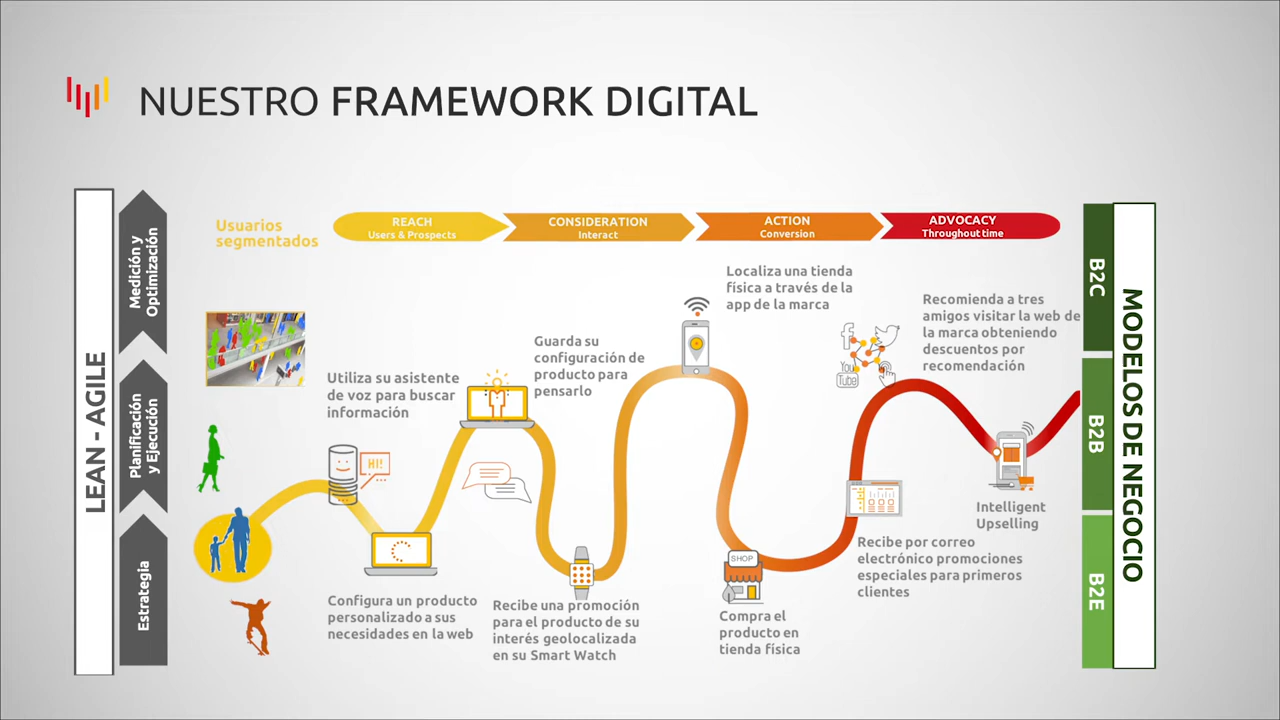 NUESTRO FRAMEWORK DIGITAL
LEAN - AGILE
Medición y
Optimización
Planificación
y Ejecución
Estrategia
Usuarios
segmentados
REACH
Users & Prospects
CONSIDERATION
Interact
ACTION
Conversion
ADVOCACY
Throughout time
Utiliza su asistente
de voz para buscar
información
HI!
Configura un producto
personalizado a sus
necesidades en la web
Guarda su
configuración de
producto para
pensarlo
Recibe una promoción
para el producto de su
interés geolocalizada
en su Smart Watch
Localiza una tienda
física a través de la
app de la marca
SHOP
Compra el
producto en
tienda física
Recomienda a tres
amigos visitar la web de
la marca obteniendo
descuentos por
recomendación
You
Tube
Recibe por correo
electrónico promociones
especiales para primeros
clientes
Intelligent
Upselling
B2C
B2B
B2E
MODELOS DE NEGOCIO